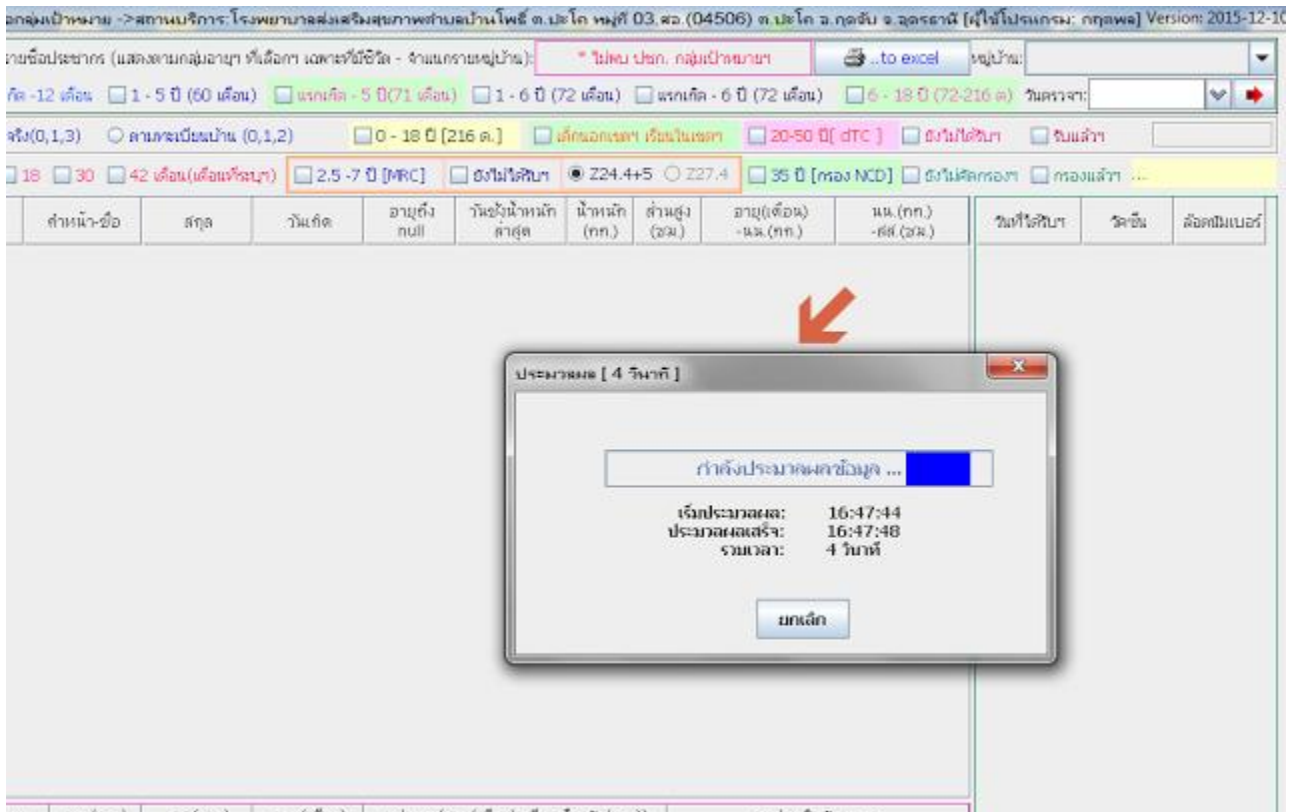 อกลุ่มเป้าหมาย ->สถานบริการ: โรงพยาบาลส่งเสริมสุขภาพตำบลบ้านโพธิ์ ต.ปะโค หมู่ที่ 03, สอ.(04506) ต.ปะโค อ.กุดจับ จ.อุดรธานี [ผู้ใช้โปรแกรม: กฤตพล] Version: 2015-12-10
ายชื่อประชากร (แสดงตามกลุ่มอายุฯ ที่เลือกฯ เฉพาะที่มีชีวิต - จำแนกรายหมู่บ้าน): * ไม่พบ ปชก. กลุ่มเป้าหมายฯ ..to excel หมู่บ้าน:
กิด -12 เดือน 1 - 5 ปี (60 เดือน) แรกเกิด - 5 ปี(71 เดือน) 1 - 6 ปี (72 เดือน) แรกเกิด - 6 ปี (72 เดือน) 6 - 18 ปี (72-216 ด) วันตรวจฯ:
จริง(0,1,3) ตามทะเบียนบ้าน (0,1,2) 0 - 18 ปี [216 ด.] เด็กนอกเขตฯ เรียนในเขตฯ 20-50 ปี[ dTC ] ยังไม่ได้รับฯ รับแล้วฯ
18 30 42 เดือน(เดือนที่ระบุฯ) 2.5 -7 ปี [MRC] ยังไม่ได้รับฯ Z24.4+5 Z27.4 35 ปี [กรอง NCD] ยังไม่คัดกรองฯ กรองแล้วฯ ...
คำหน้า-ชื่อ สกุล วันเกิด อายุถึง null วันชั่งน้ำหนัก ล่าสุด น้ำหนัก (กก.) ส่วนสูง (ซม.) อายุ(เดือน) -นน.(กก.) นน.(กก.) -สส.(ซม.) วันที่ได้รับฯ วัคซีน ล๊อตนัมเบอร์
ประมวลผล [ 4 วินาที ]
กำลังประมวลผลข้อมูล ...
เริ่มประมวลผล: 16:47:44
ประมวลผลเสร็จ: 16:47:48
รวมเวลา: 4 วินาที
ยกเลิก